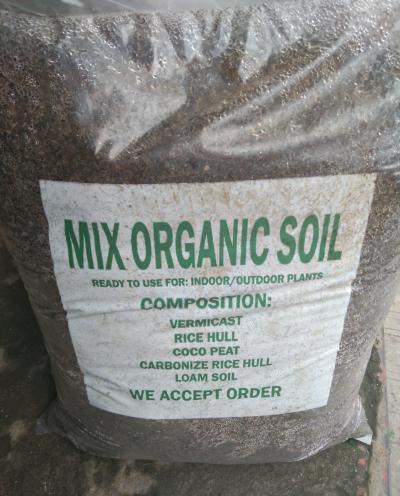 MIX ORGANIC SOIL
READY TO USE FOR: INDOOR/OUTDOOR PLANTS
COMPOSITION:
VERMICAST
RICE HULL
COCO PEAT
CARBONIZE RICE HULL
LOAM SOIL
WE ACCEPT ORDER